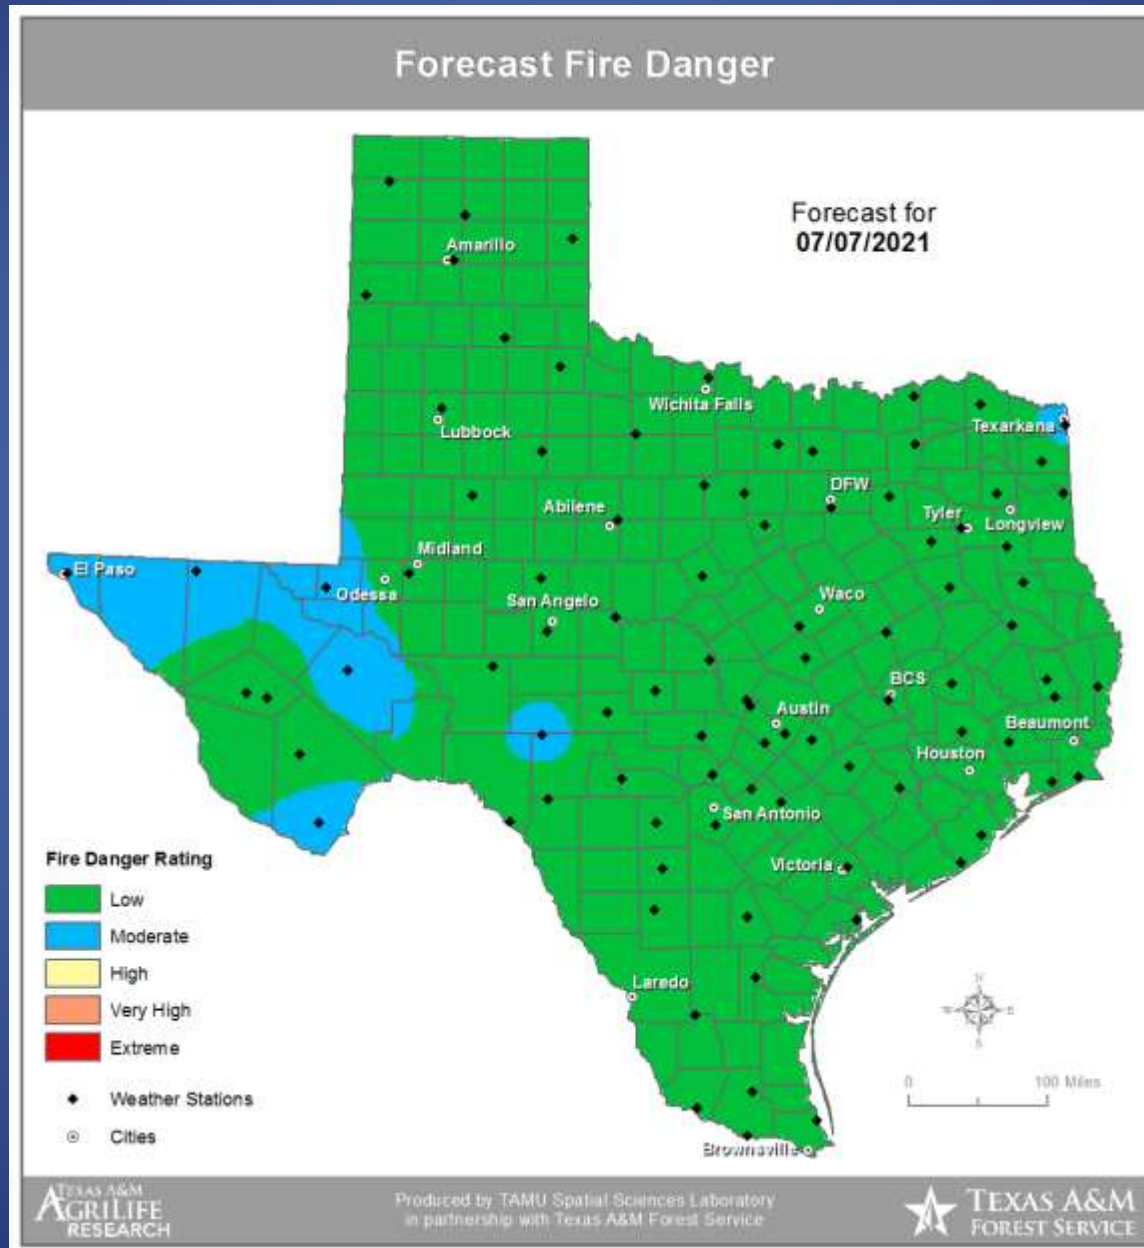 Forecast Fire Danger
Forecast for
07/07/2021
Amarillo
Wichita Falls
Lubbock
Texarkana
DFW
Abilene
Tyler
Longview
Midland
El Paso
Odessa
San Angelo
Waco
BCS
Austin
Beaumont
Houston
San Antonio
Victoria
Laredo
Brownsville
Fire Danger Rating
Low
Moderate
High
Very High
Extreme
Weather Stations
Cities
N
W E
S
0 100 Miles
TEXAS A&M
AGRILIFE
RESEARCH
Produced by TAMU Spatial Sciences Laboratory
in partnership with Texas A&M Forest Service
TEXAS A&M
FOREST SERVICE